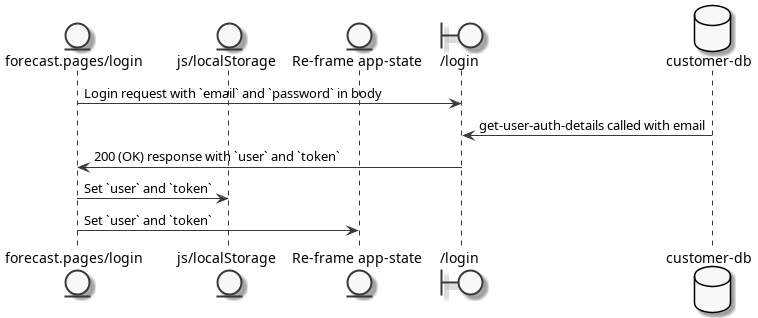 forecast.pages/login js/localStorage Re-frame app-state /login customer-db
Login request with `email` and `password` in body
get-user-auth-details called with email
200 (OK) response with `user` and `token`
Set `user` and `token`
Set `user` and `token`
forecast.pages/login js/localStorage Re-frame app-state /login customer-db